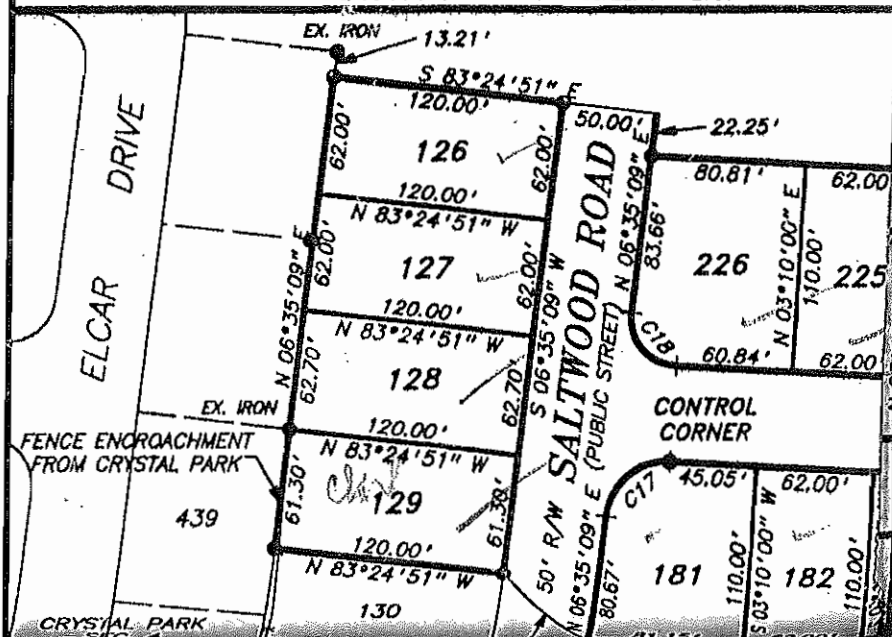 EX. IRON
13.21'
S 83°24'51" E
120.00'
50.00'
22.25'
ELCAR DRIVE
62.00'
126
62.00'
N 06°35'09" E
80.81'
62.00
120.00'
N 83°24'51" W
SALTWOOD ROAD
(PUBLIC STREET)
50' R/W
83.66'
226
N 03°10'00" E
110.00'
225
N 06°35'09" E
62.00'
127
62.00'
S 06°35'09" W
120.00'
N 83°24'51" W
C18
60.84'
62.00'
62.70'
128
62.70'
EX. IRON
120.00'
N 83°24'51" W
CONTROL
CORNER
FENCE ENCROACHMENT
FROM CRYSTAL PARK
439
61.30'
129
61.30'
C17
45.05'
62.00'
120.00'
N 83°24'51" W
N 06°35'09" E
80.67'
181
110.00'
S 03°10'00" W
182
110.00'
130
CRYSTAL PARK